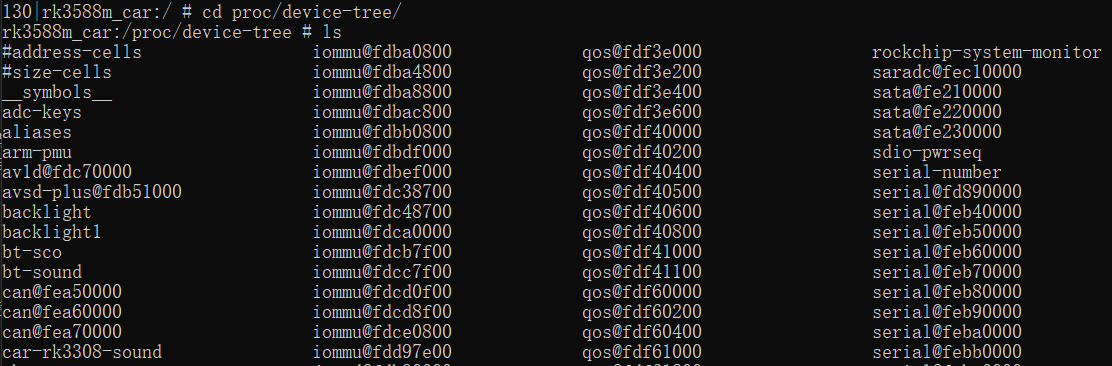 130|rk3588m_car:/ # cd proc/device-tree/
rk3588m_car:/proc/device-tree # ls
#address-cells iommu@fdba0800 qos@fdf3e000 rockchip-system-monitor
#size-cells iommu@fdba4800 qos@fdf3e200 saradc@fec10000
__symbols__ iommu@fdba8800 qos@fdf3e400 sata@fe210000
adc-keys iommu@fdbac800 qos@fdf3e600 sata@fe220000
aliases iommu@fdbb0800 qos@fdf40000 sata@fe230000
arm-pmu iommu@fdbdf000 qos@fdf40200 sdio-pwrseq
av1d@fdc70000 iommu@fdbef000 qos@fdf40400 serial-number
avsd-plus@fdb51000 iommu@fdc38700 qos@fdf40500 serial@fd890000
backlight iommu@fdc48700 qos@fdf40600 serial@feb40000
backlight1 iommu@fdca0000 qos@fdf40800 serial@feb50000
bt-sco iommu@fdcb7f00 qos@fdf41000 serial@feb60000
bt-sound iommu@fdcc7f00 qos@fdf41100 serial@feb70000
can@fea50000 iommu@fdcd0f00 qos@fdf60000 serial@feb80000
can@fea60000 iommu@fdcd8f00 qos@fdf60200 serial@feb90000
can@fea70000 iommu@fdce0800 qos@fdf60400 serial@feba0000
car-rk3308-sound iommu@fdd97e00 qos@fdf61000 serial@febb0000